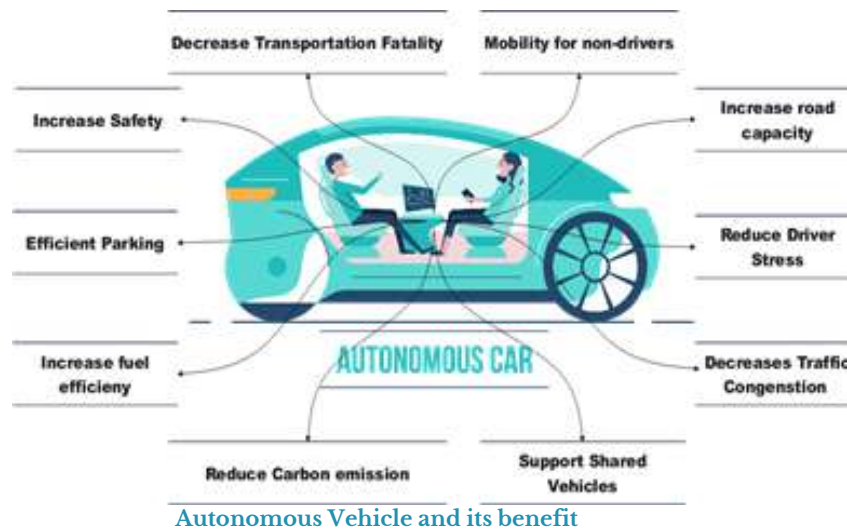 Decrease Transportation Fatality
Mobility for non-drivers
Increase Safety
Increase road
capacity
Efficient Parking
Reduce Driver
Stress
AUTONOMOUS CAR
Increase fuel
efficieny
Decreases Traffic
Congenstion
Reduce Carbon emission
Support Shared
Vehicles
Autonomous Vehicle and its benefit